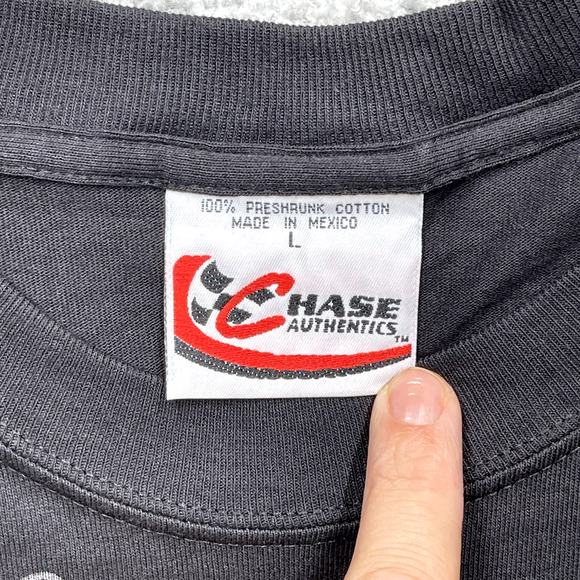 100% PRESHRUNK COTTON
MADE IN MEXICO
L
CHASE
AUTHENTICS
TM